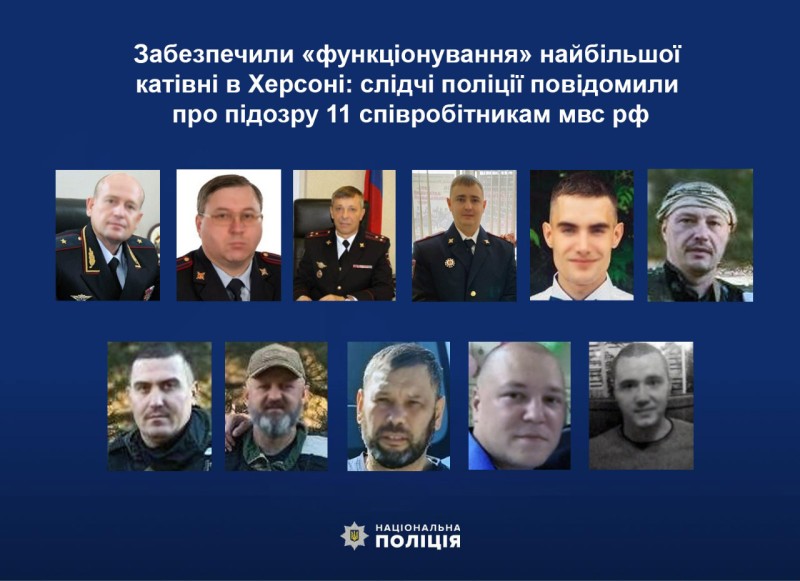 Забезпечили «функціонування» найбільшої
катівні в Херсоні: слідчі поліції повідомили
про підозру 11 співробітникам мвс рф
НАЦІОНАЛЬНА
ПОЛІЦІЯ